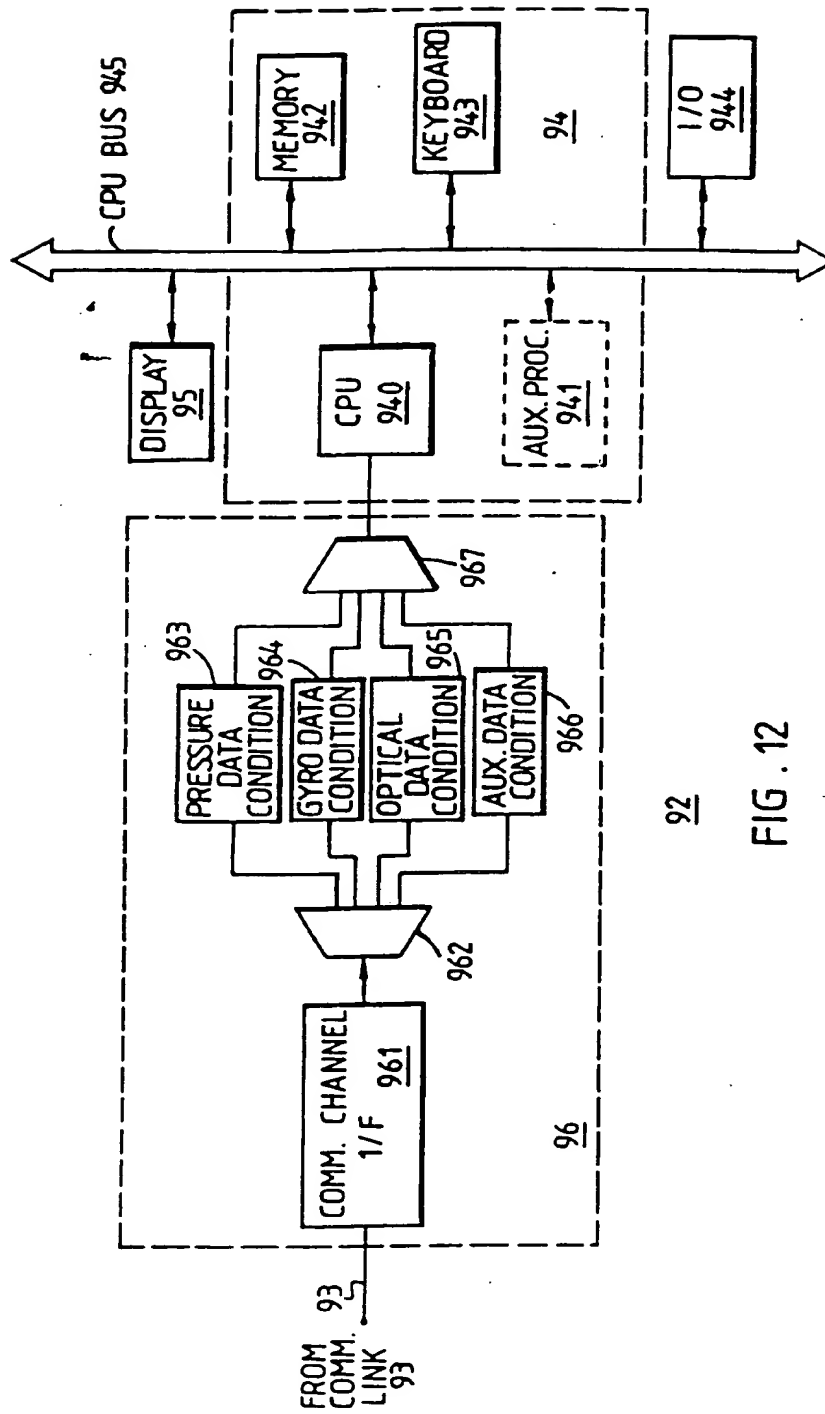 FROM
COMM.
LINK
93
93
COMM. CHANNEL
1/F
961
96
962
PRESSURE
DATA
CONDITION
963
GYRO DATA
CONDITION
964
OPTICAL
DATA
CONDITION
965
AUX. DATA
CONDITION
966
967
DISPLAY
95
CPU
940
AUX. PROC.
941
CPU BUS 945
MEMORY
942
KEYBOARD
943
94
I/O
944
92
FIG. 12